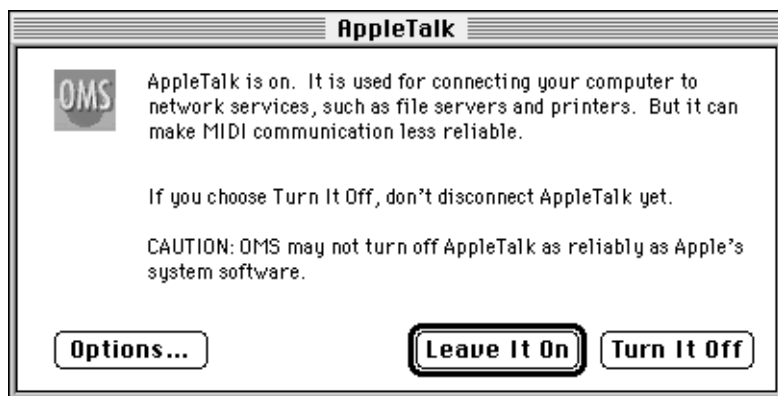 AppleTalk
OMS
AppleTalk is on. It is used for connecting your computer to
network services, such as file servers and printers. But it can
make MIDI communication less reliable.
If you choose Turn It Off, don't disconnect AppleTalk yet.
CAUTION: OMS may not turn off AppleTalk as reliably as Apple's
system software.
Options...
Leave It On
Turn It Off